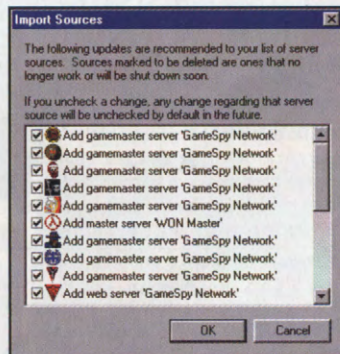 Import Sources
The following updates are recommended to your list of server
sources. Sources marked to be deleted are ones that no
longer work or will be shut down soon.
If you uncheck a change, any change regarding that server
source will be unchecked by default in the future.
Add gamemaster server 'GameSpy Network'
Add gamemaster server 'GameSpy Network'
Add gamemaster server 'GameSpy Network'
Add gamemaster server 'GameSpy Network'
Add gamemaster server 'GameSpy Network'
Add master server 'WON Master'
Add gamemaster server 'GameSpy Network'
Add gamemaster server 'GameSpy Network'
Add gamemaster server 'GameSpy Network'
Add web server 'GameSpy Network'
OK Cancel